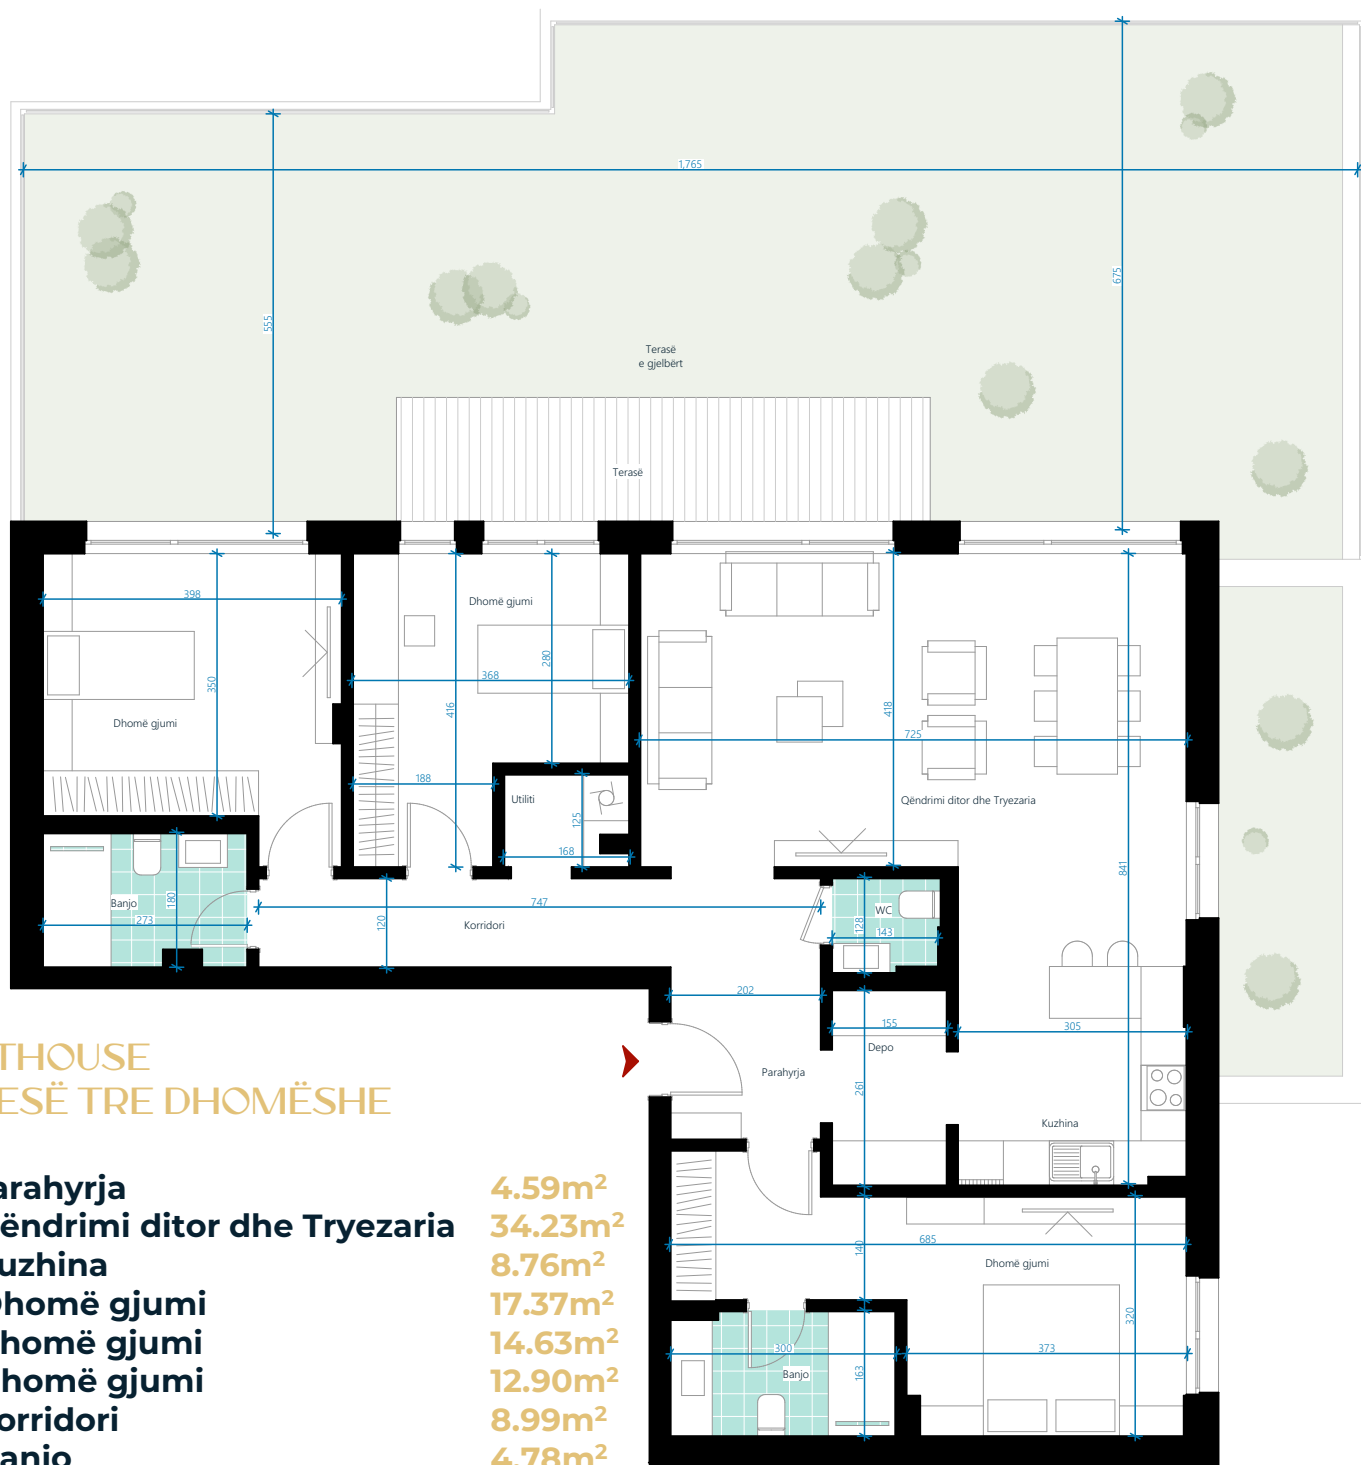 1,765
555
675
Terasë
e gjelbërt
Terasë
398
350
Dhomë gjumi
Dhomë gjumi
368
280
416
188
Utiliti
125
168
418
725
Qëndrimi ditor dhe Tryezaria
841
Banjo
180
273
747
120
Korridori
WC
128
143
202
155
Depo
261
305
Parahyrja
Kuzhina
THOUSE
ESË TRE DHOMËSHE
arahyrja 4.59m²
ëndrimi ditor dhe Tryezaria 34.23m²
uzhina 8.76m²
Dhomë gjumi 17.37m²
homë gjumi 14.63m²
homë gjumi 12.90m²
orridori 8.99m²
anjo 4.78m²
685
140
Dhomë gjumi
320
300
373
163
Banjo